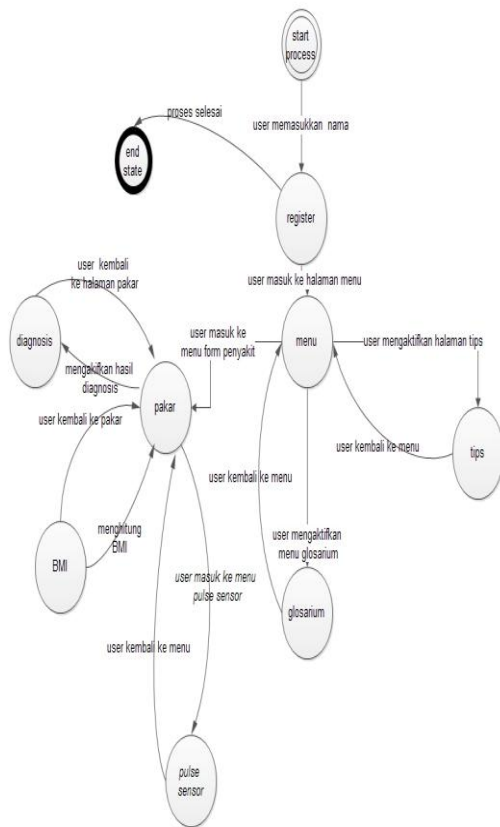 start
process
user memasukkan nama
proses selesai
end
state
register
user masuk ke halaman menu
user kembali
ke halaman pakar
diagnosis
mengakifkan hasil
diagnosis
user masuk ke
menu form penyakit
menu
user mengaktifkan halaman tips
pakar
user kembali ke pakar
user kembali ke menu
tips
user kembali ke menu
menghitung
BMI
BMI
user mengaktifkan
menu glosarium
user masuk ke menu
pulse sensor
glosarium
user kembali ke menu
pulse
sensor